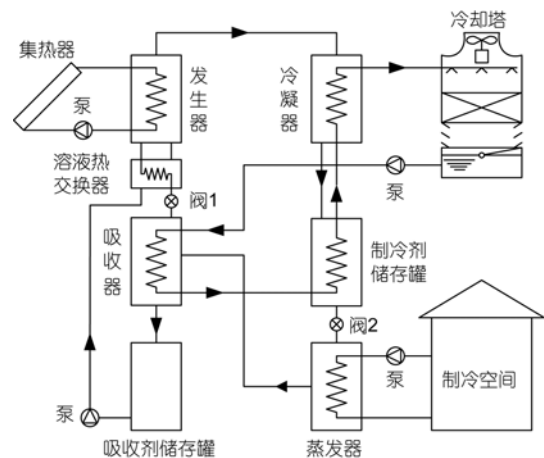 冷却塔
集热器
发生器
冷凝器
泵
溶液热
交换器
泵
阀1
吸收器
制冷剂
储存罐
阀2
泵
制冷空间
泵
吸收剂储存罐
蒸发器